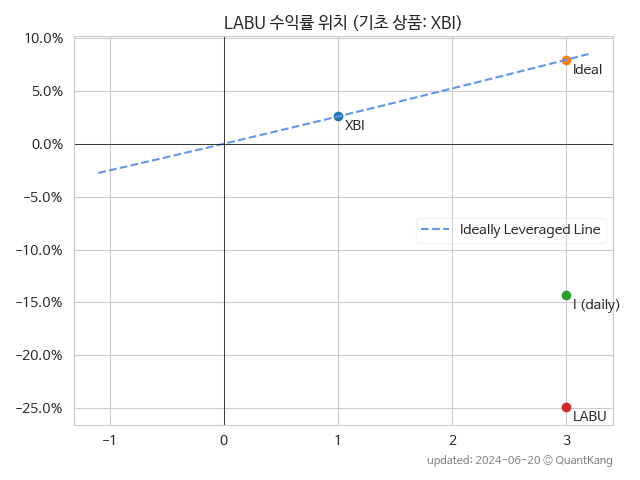 LABU 수익률 위치 (기초 상품: XBI)
10.0%
5.0%
0.0%
−5.0%
−10.0%
−15.0%
−20.0%
−25.0%
Ideal
XBI
Ideally Leveraged Line
I (daily)
LABU
−1
0
1
2
3
updated: 2024-06-20 © QuantKang